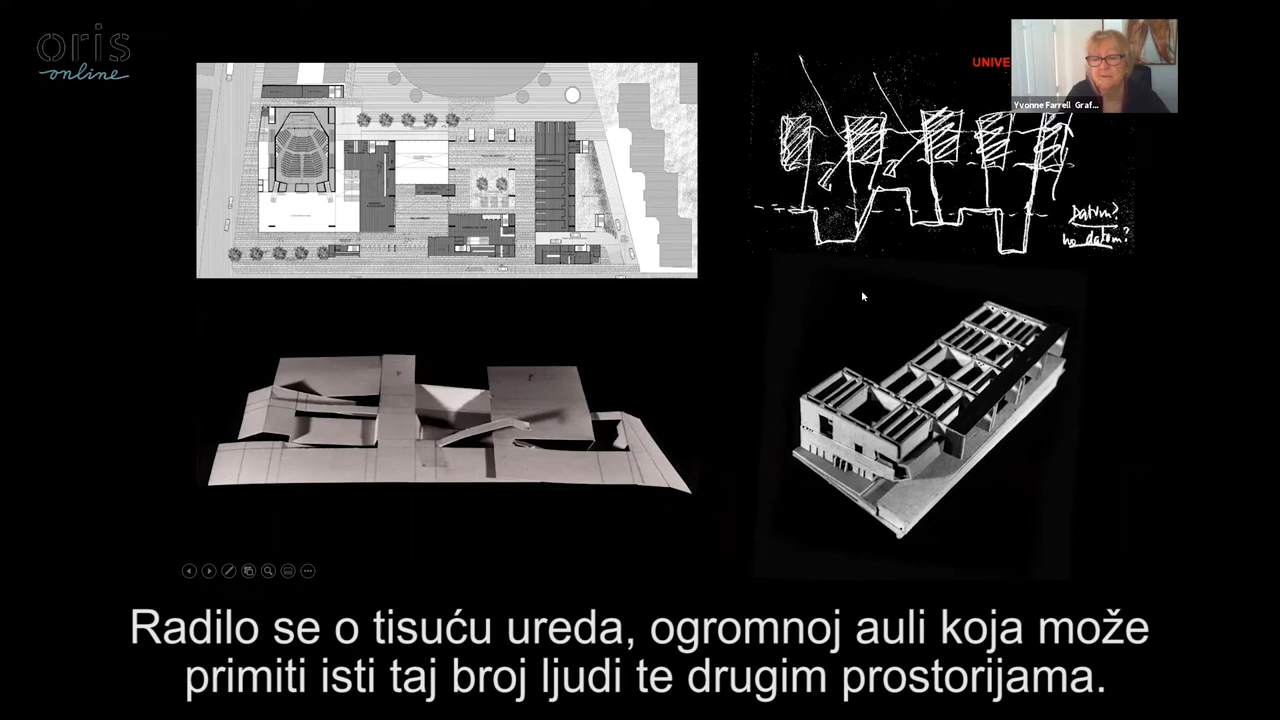 oris
online
UNIVE
Yvonne Farrell Graf...
Datum?
no datum?
Radilo se o tisuću ureda, ogromnoj auli koja može
primiti isti taj broj ljudi te drugim prostorijama.